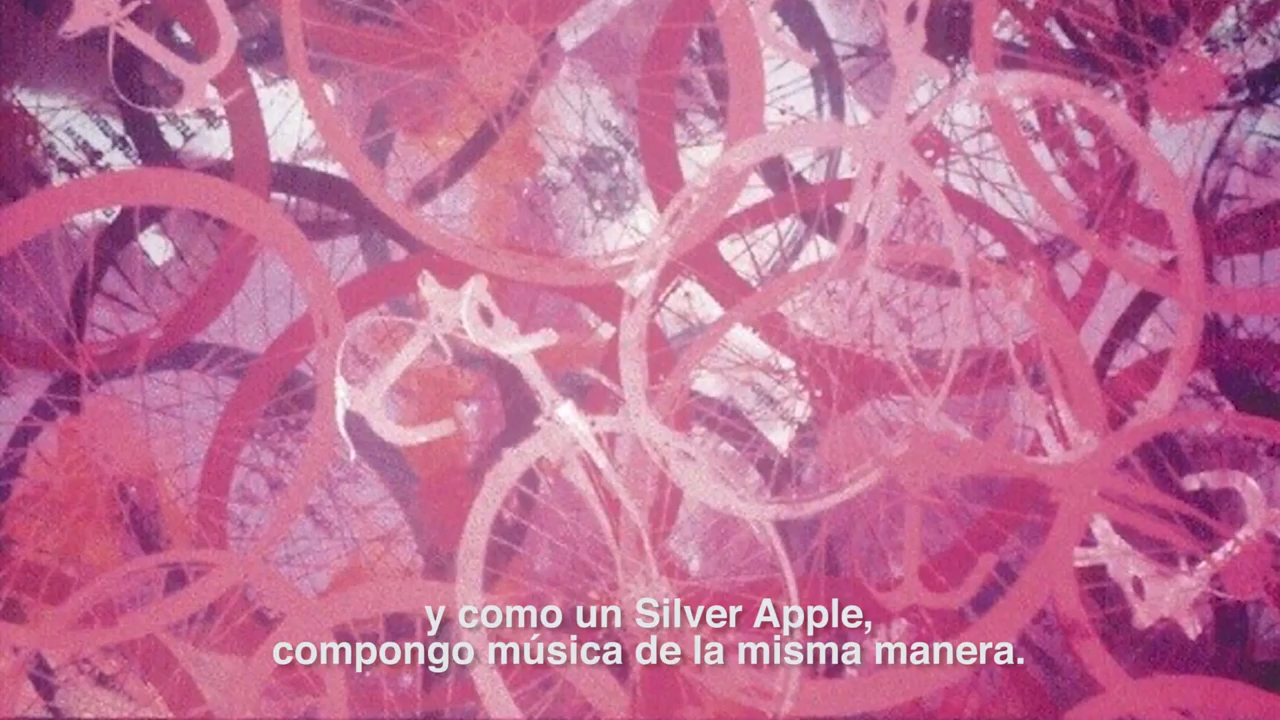 y como un Silver Apple,
compongo música de la misma manera.